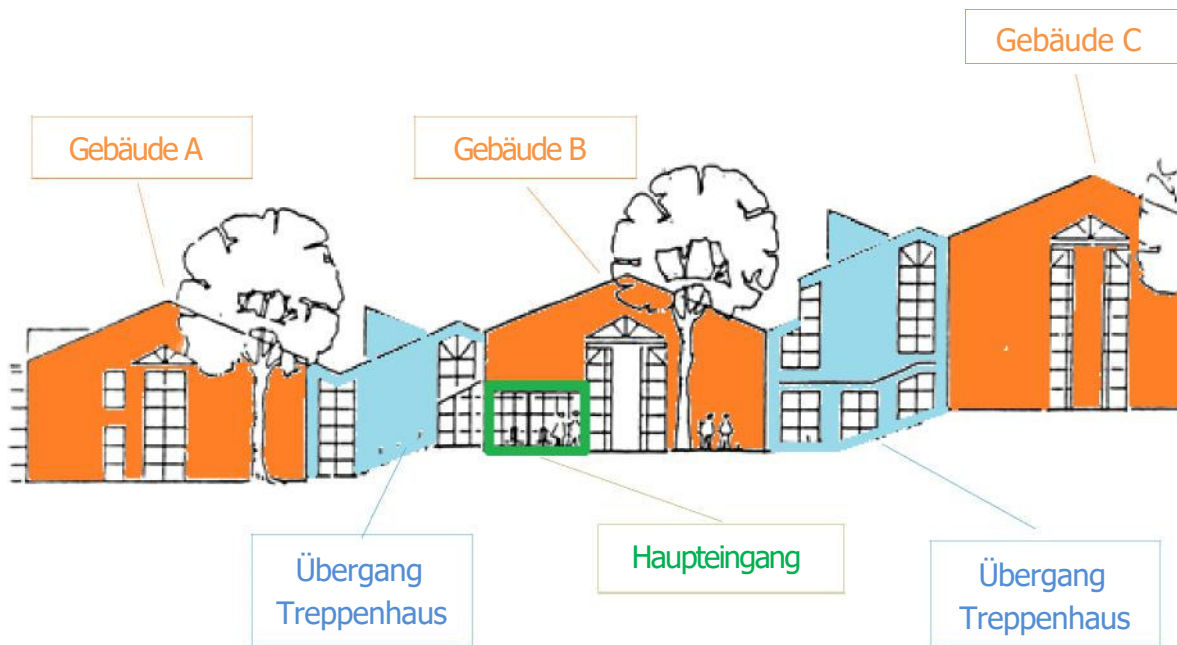 Gebäude C
Gebäude A
Gebäude B
Übergang
Treppenhaus
Haupteingang
Übergang
Treppenhaus